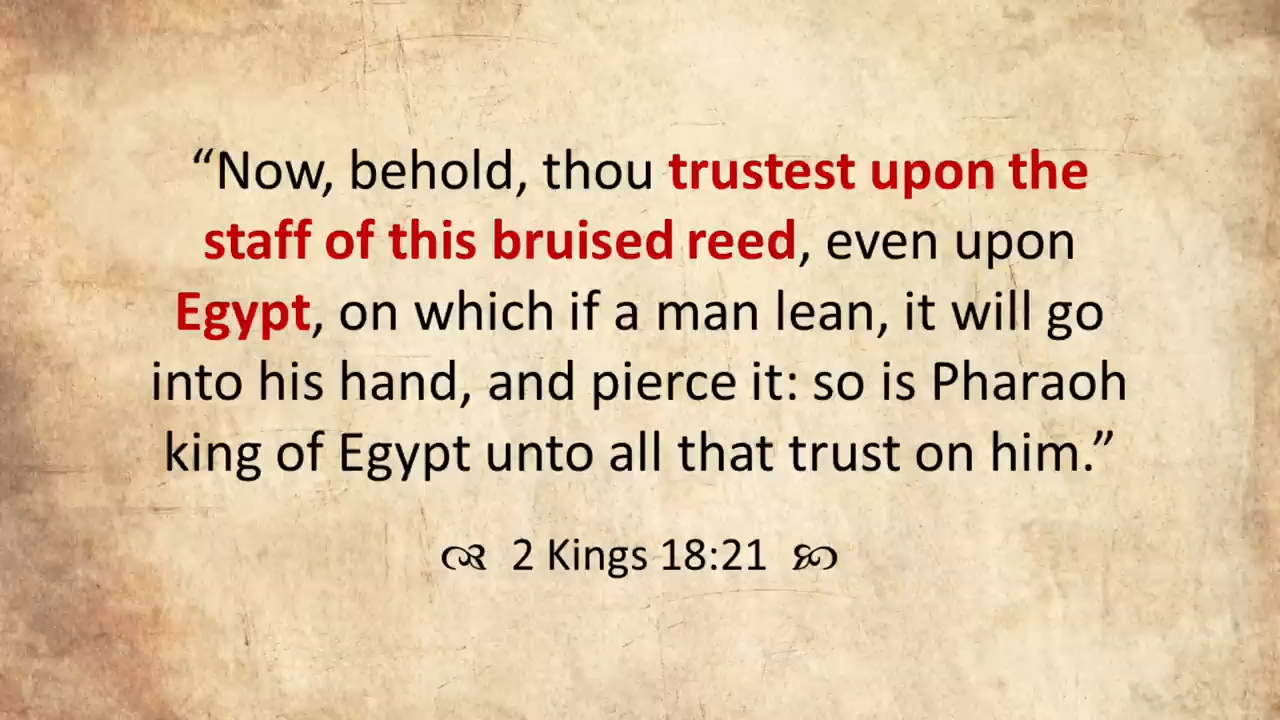 “Now, behold, thou trustest upon the
staff of this bruised reed, even upon
Egypt, on which if a man lean, it will go
into his hand, and pierce it: so is Pharaoh
king of Egypt unto all that trust on him.”
2 Kings 18:21